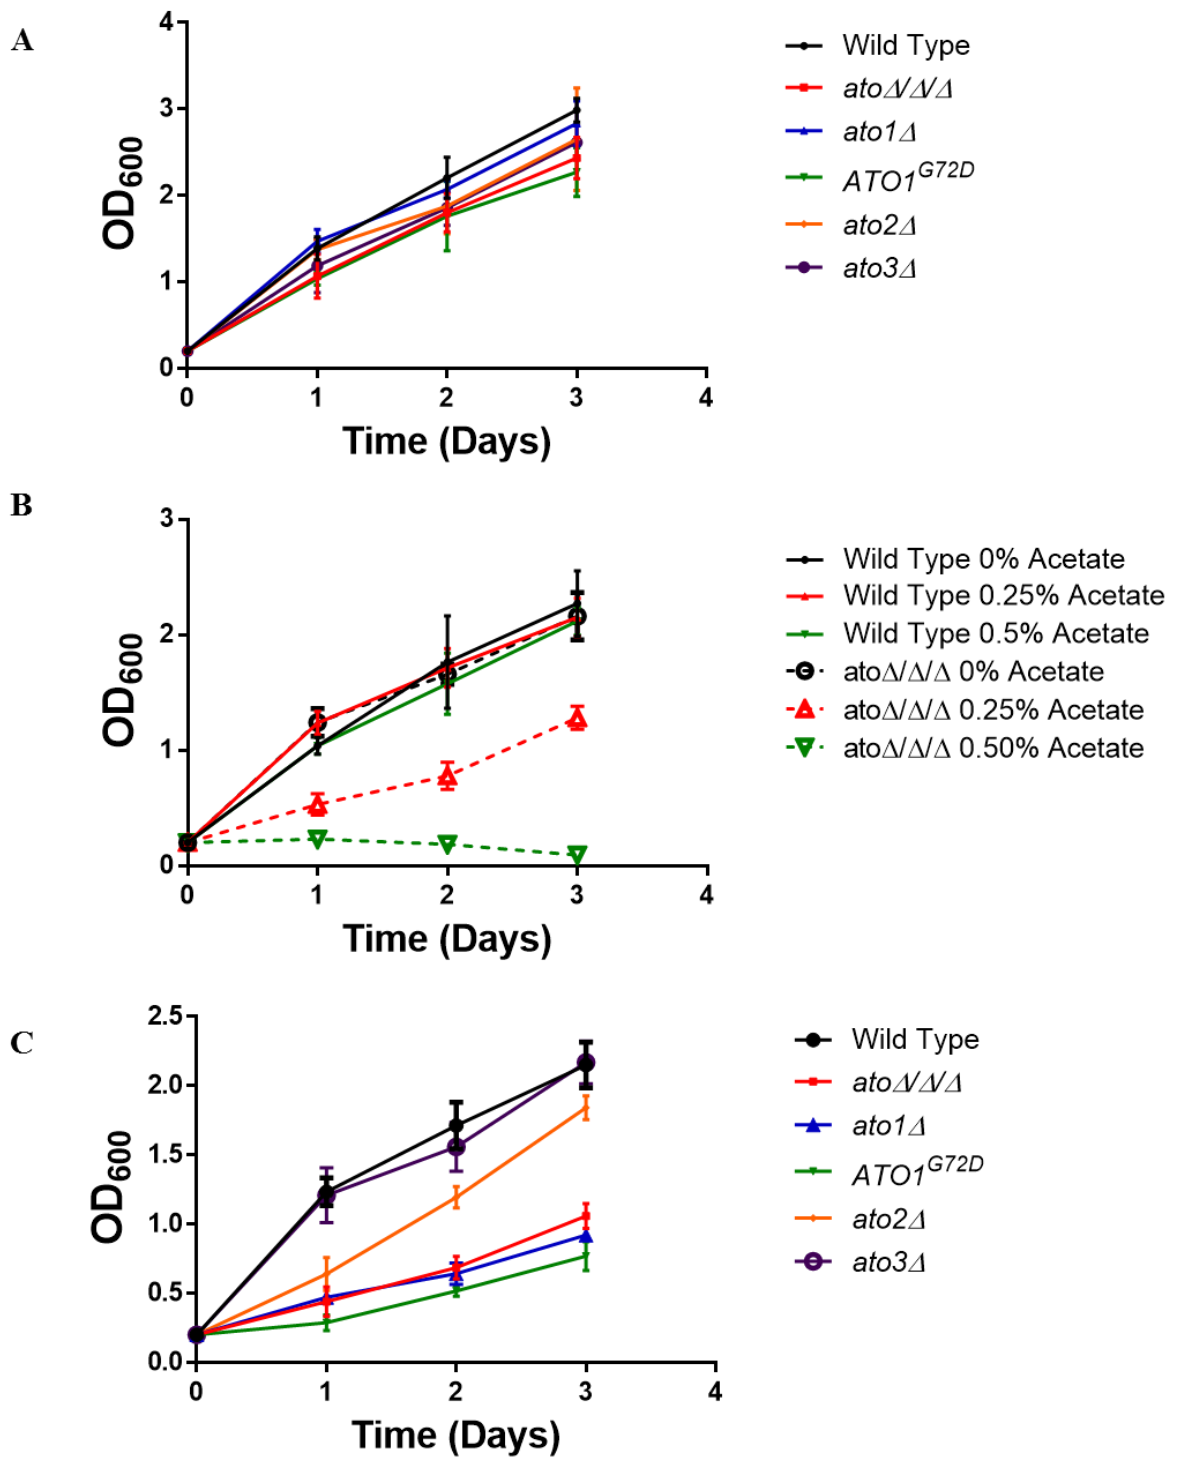 A
OD600
4
3
2
1
0
0 1 2 3 4
Time (Days)
Wild Type
atoΔ/Δ/Δ
ato1Δ
ATO1G72D
ato2Δ
ato3Δ
B
OD600
3
2
1
0
0 1 2 3 4
Time (Days)
Wild Type 0% Acetate
Wild Type 0.25% Acetate
Wild Type 0.5% Acetate
atoΔ/Δ/Δ 0% Acetate
atoΔ/Δ/Δ 0.25% Acetate
atoΔ/Δ/Δ 0.50% Acetate
C
OD600
2.5
2.0
1.5
1.0
0.5
0.0
0 1 2 3 4
Time (Days)
Wild Type
atoΔ/Δ/Δ
ato1Δ
ATO1G72D
ato2Δ
ato3Δ